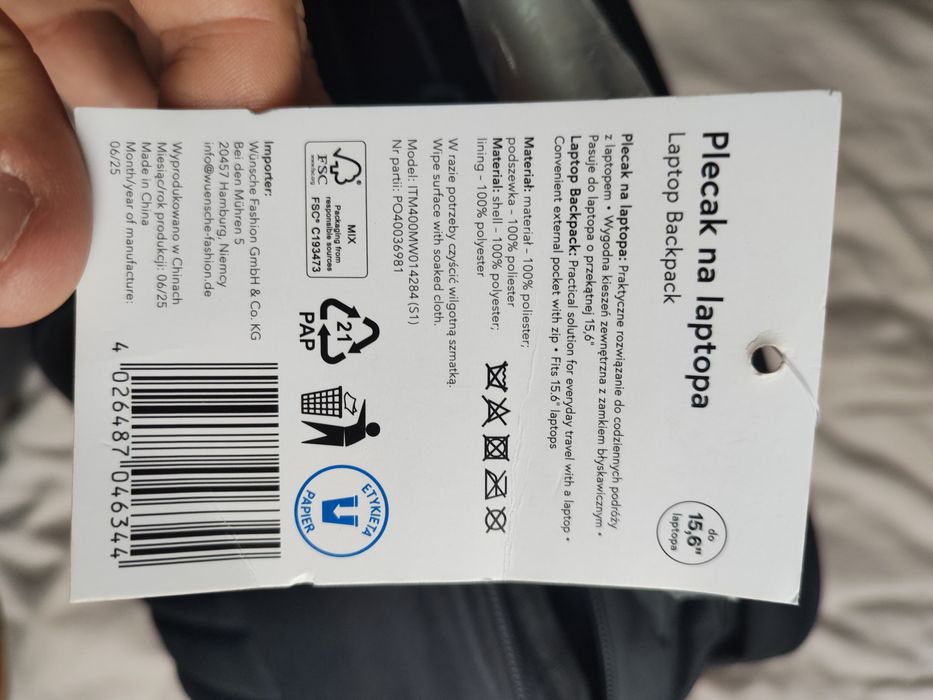 Plecak na laptopa
Laptop Backpack
do
15,6"
laptopa
Plecak na laptopa: Praktyczne rozwiązanie do codziennych podróży
z laptopem • Wygodna kieszeń zewnętrzna z zamkiem błyskawicznym •
Pasuje do laptopa o przekątnej 15,6"
Laptop Backpack: Practical solution for everyday travel with a laptop •
Convenient external pocket with zip • Fits 15.6" laptops
Materiał: materiał – 100% poliester;
podszewka – 100% poliester
Material: shell – 100% polyester;
lining – 100% polyester
W razie potrzeby czyścić wilgotną szmatką.
Wipe surface with soaked cloth.
Model: ITM400MW014284 (S1)
Nr partii: PO40036981
FSC
www.fsc.org
MIX
Packaging from
responsible sources
FSC® C193473
21
PAP
ETYKIETA
PAPIER
Importer:
Wünsche Fashion GmbH & Co. KG
Bei den Mühren 5
20457 Hamburg, Niemcy
info@wuensche-fashion.de
Wyprodukowano w Chinach
Miesiąc/rok produkcji: 06/25
Made in China
Month/year of manufacture:
06/25
4 026487 046344